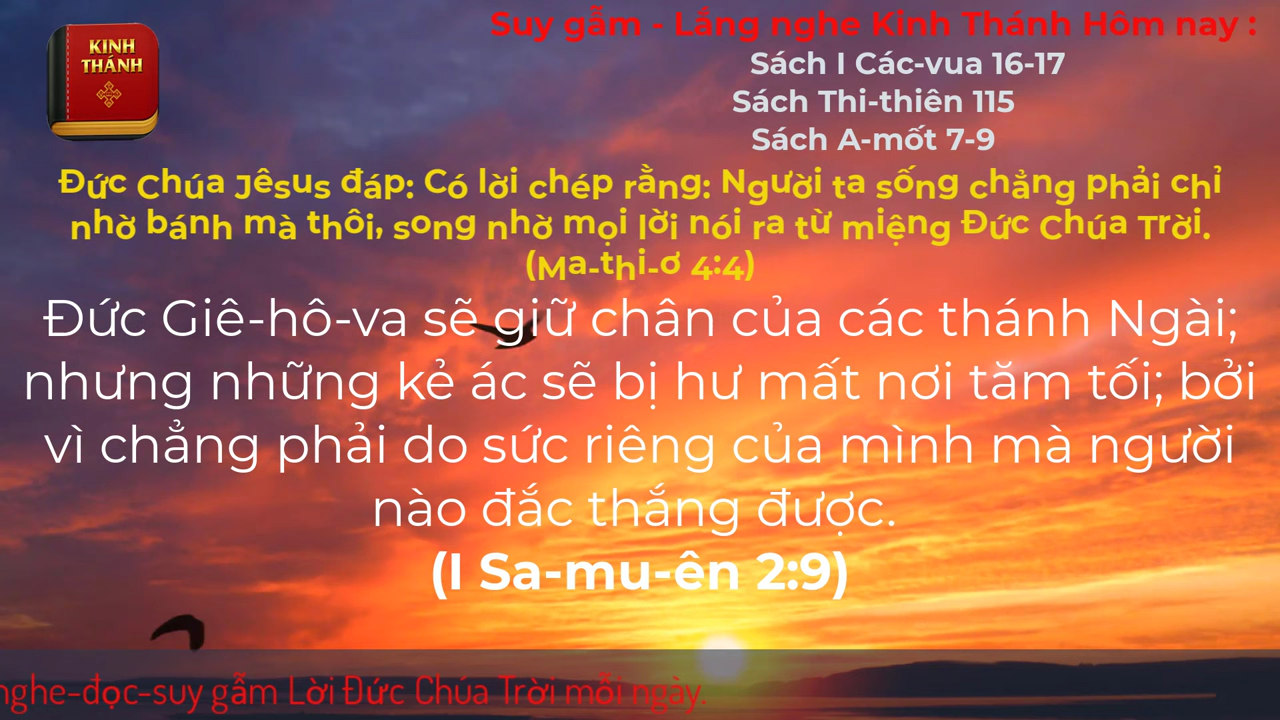 KINH
THÁNH
Suy gẫm - Lắng nghe Kinh Thánh Hôm nay :
Sách I Các-vua 16-17
Sách Thi-thiên 115
Sách A-mốt 7-9
Đức Chúa Jêsus đáp: Có lời chép rằng: Người ta sống chẳng phải chỉ
nhờ bánh mà thôi, song nhờ mọi lời nói ra từ miệng Đức Chúa Trời.
(Ma-thi-ơ 4:4)
Đức Giê-hô-va sẽ giữ chân của các thánh Ngài;
nhưng những kẻ ác sẽ bị hư mất nơi tăm tối; bởi
vì chẳng phải do sức riêng của mình mà người
nào đắc thắng được.
(I Sa-mu-ên 2:9)
nghe-đọc-suy gẫm Lời Đức Chúa Trời mỗi ngày.